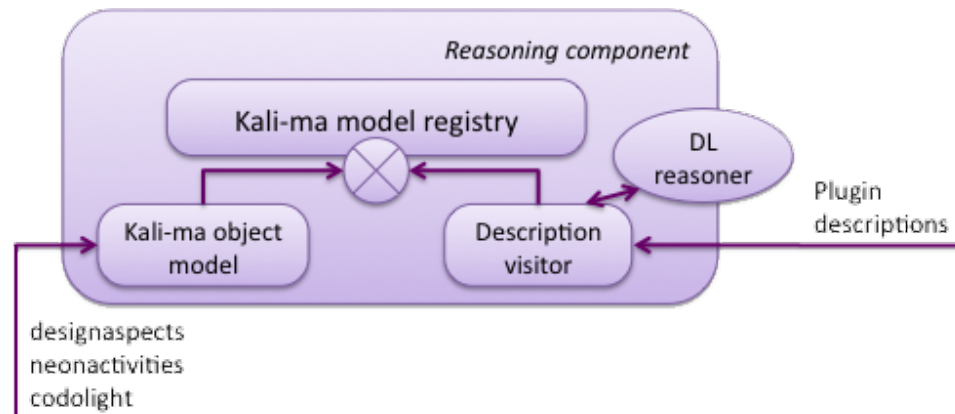 Reasoning component
Kali-ma model registry
DL
reasoner
Kali-ma object
model
Description
visitor
Plugin
descriptions
designaspects
neonactivities
codolight